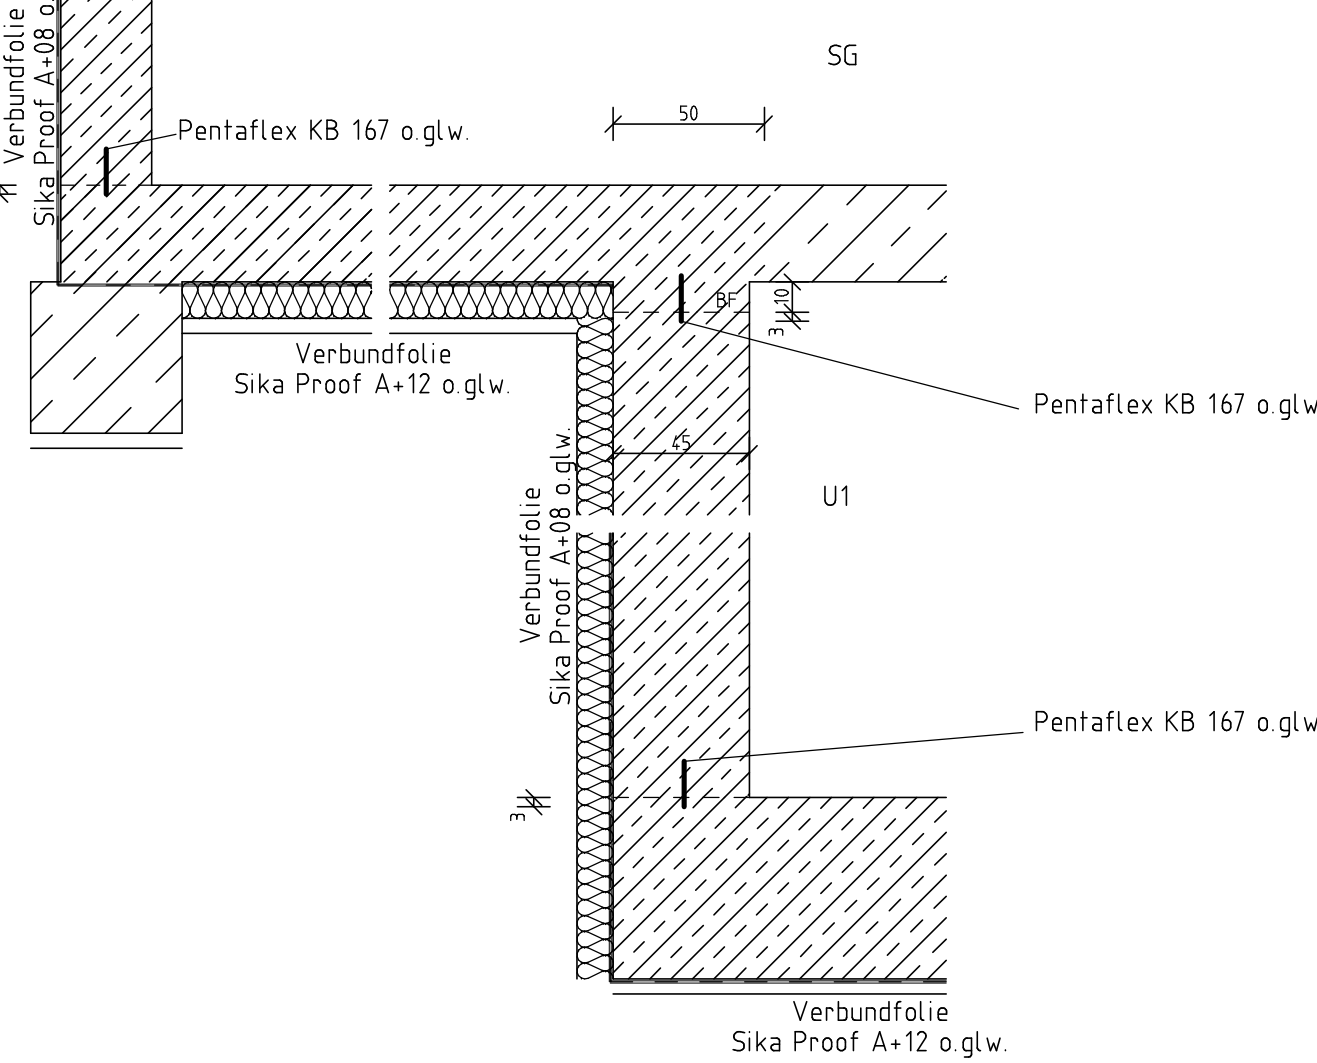 Verbundfolie
Sika Proof A+08 o.
SG
50
Pentaflex KB 167 o.glw.
BF
10
3
Verbundfolie
Sika Proof A+12 o.glw.
Pentaflex KB 167 o.glw
45
Verbundfolie
Sika Proof A+08 o.glw.
U1
Pentaflex KB 167 o.glw
3
Verbundfolie
Sika Proof A+12 o.glw.